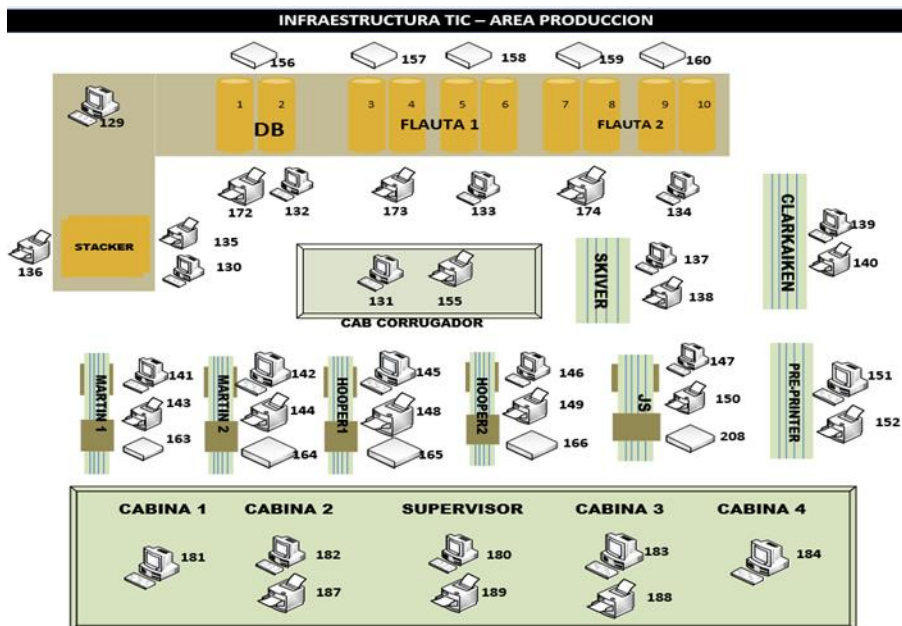 INFRAESTRUCTURA TIC – AREA PRODUCCION
156 157 158 159 160
129
1 2 3 4 5 6 7 8 9 10
DB FLAUTA 1 FLAUTA 2
172 132 173 133 174 134
136 STACKER 135
130
131 155
CAB CORRUGADOR
SKIVER
137
138
CLARKAIKEN
139
140
MARTIN 1
141
143
163
MARTIN 2
142
144
164
HOOPER1
145
148
165
HOOPER2
146
149
166
JS
147
150
208
PRE-PRINTER
151
152
CABINA 1 CABINA 2 SUPERVISOR CABINA 3 CABINA 4
181 182 180 183 184
187 189 188